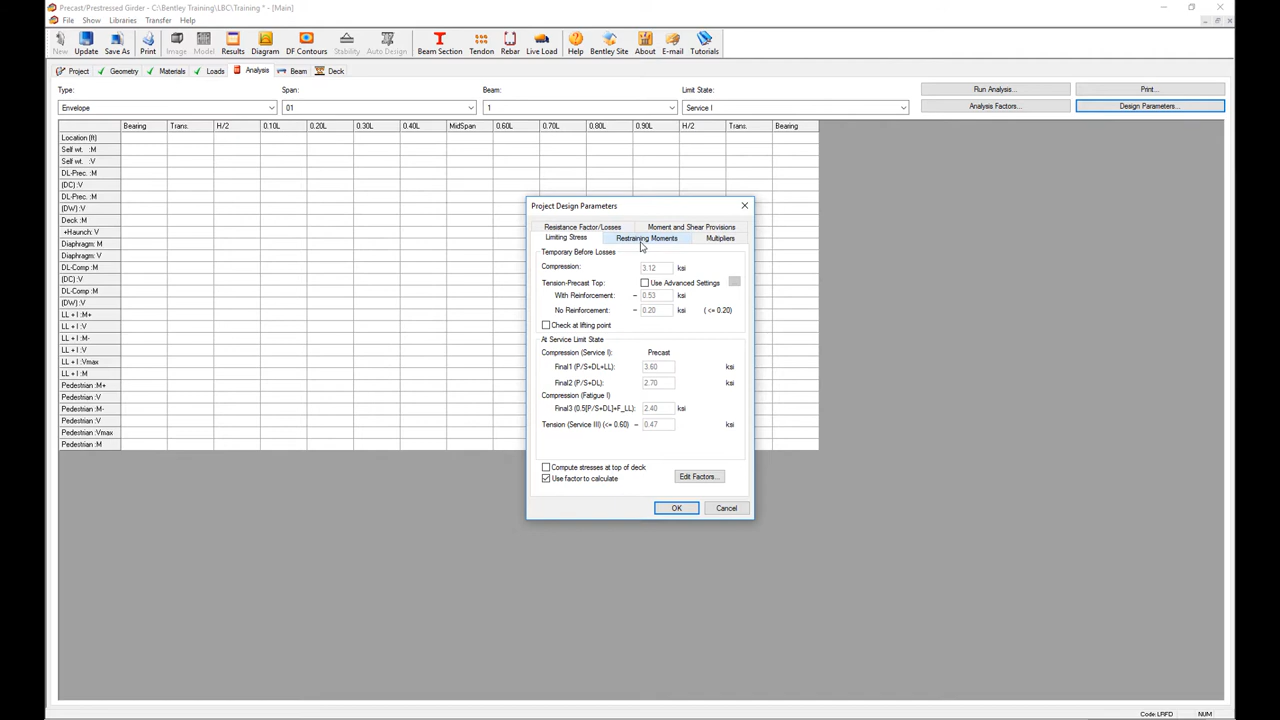 Precast/Prestressed Girder - C:\Bentley Training\LBC\Training * - [Main]
File Show Libraries Transfer Help
New Update Save As Print Image Model Results Diagram DF Contours Stability Auto Design Beam Section Tendon Rebar Live Load Help Bentley Site About E-mail Tutorials
Project Geometry Materials Loads Analysis Beam Deck
Type: Span: Beam: Limit State: Run Analysis... Print...
Envelope 01 1 Service I Analysis Factors... Design Parameters...
Bearing Trans. H/2 0.10L 0.20L 0.30L 0.40L MidSpan 0.60L 0.70L 0.80L 0.90L H/2 Trans. Bearing
Location (ft)
Self wt. :M
Self wt. :V
DL-Prec. :M
(DC) :V
DL-Prec. :M
(DW) :V
Deck :M
+Haunch: V
Diaphragm: M
Diaphragm: V
DL-Comp :M
(DC) :V
DL-Comp :M
(DW) :V
LL + I :M+
LL + I :V
LL + I :M-
LL + I :V
LL + I :Vmax
LL + I :M
Pedestrian :M+
Pedestrian :V
Pedestrian :M-
Pedestrian :V
Pedestrian :Vmax
Pedestrian :M
Project Design Parameters
Resistance Factor/Losses Moment and Shear Provisions
Limiting Stress Restraining Moments Multipliers
Temporary Before Losses
Compression: 3.12 ksi
Tension-Precast Top: Use Advanced Settings ...
With Reinforcement: - 0.53 ksi
No Reinforcement: - 0.20 ksi ( <= 0.20)
Check at lifting point
At Service Limit State
Compression (Service I): Precast
Final1 (P/S+DL+LL): 3.60 ksi
Final2 (P/S+DL): 2.70 ksi
Compression (Fatigue I)
Final3 (0.5[P/S+DL]+F_LL): 2.40 ksi
Tension (Service III) (<= 0.60) - 0.47 ksi
Compute stresses at top of deck
Use factor to calculate Edit Factors...
OK Cancel
Code:LRFD NUM